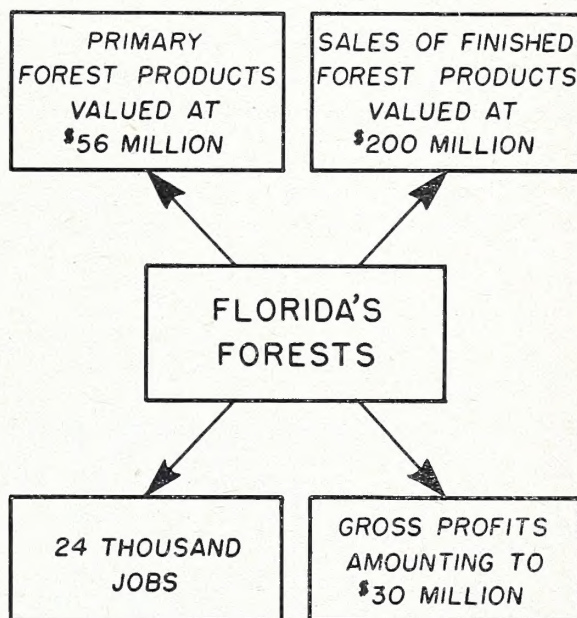 PRIMARY
FOREST PRODUCTS
VALUED AT
$56 MILLION
SALES OF FINISHED
FOREST PRODUCTS
VALUED AT
$200 MILLION
FLORIDA'S
FORESTS
24 THOUSAND
JOBS
GROSS PROFITS
AMOUNTING TO
$30 MILLION